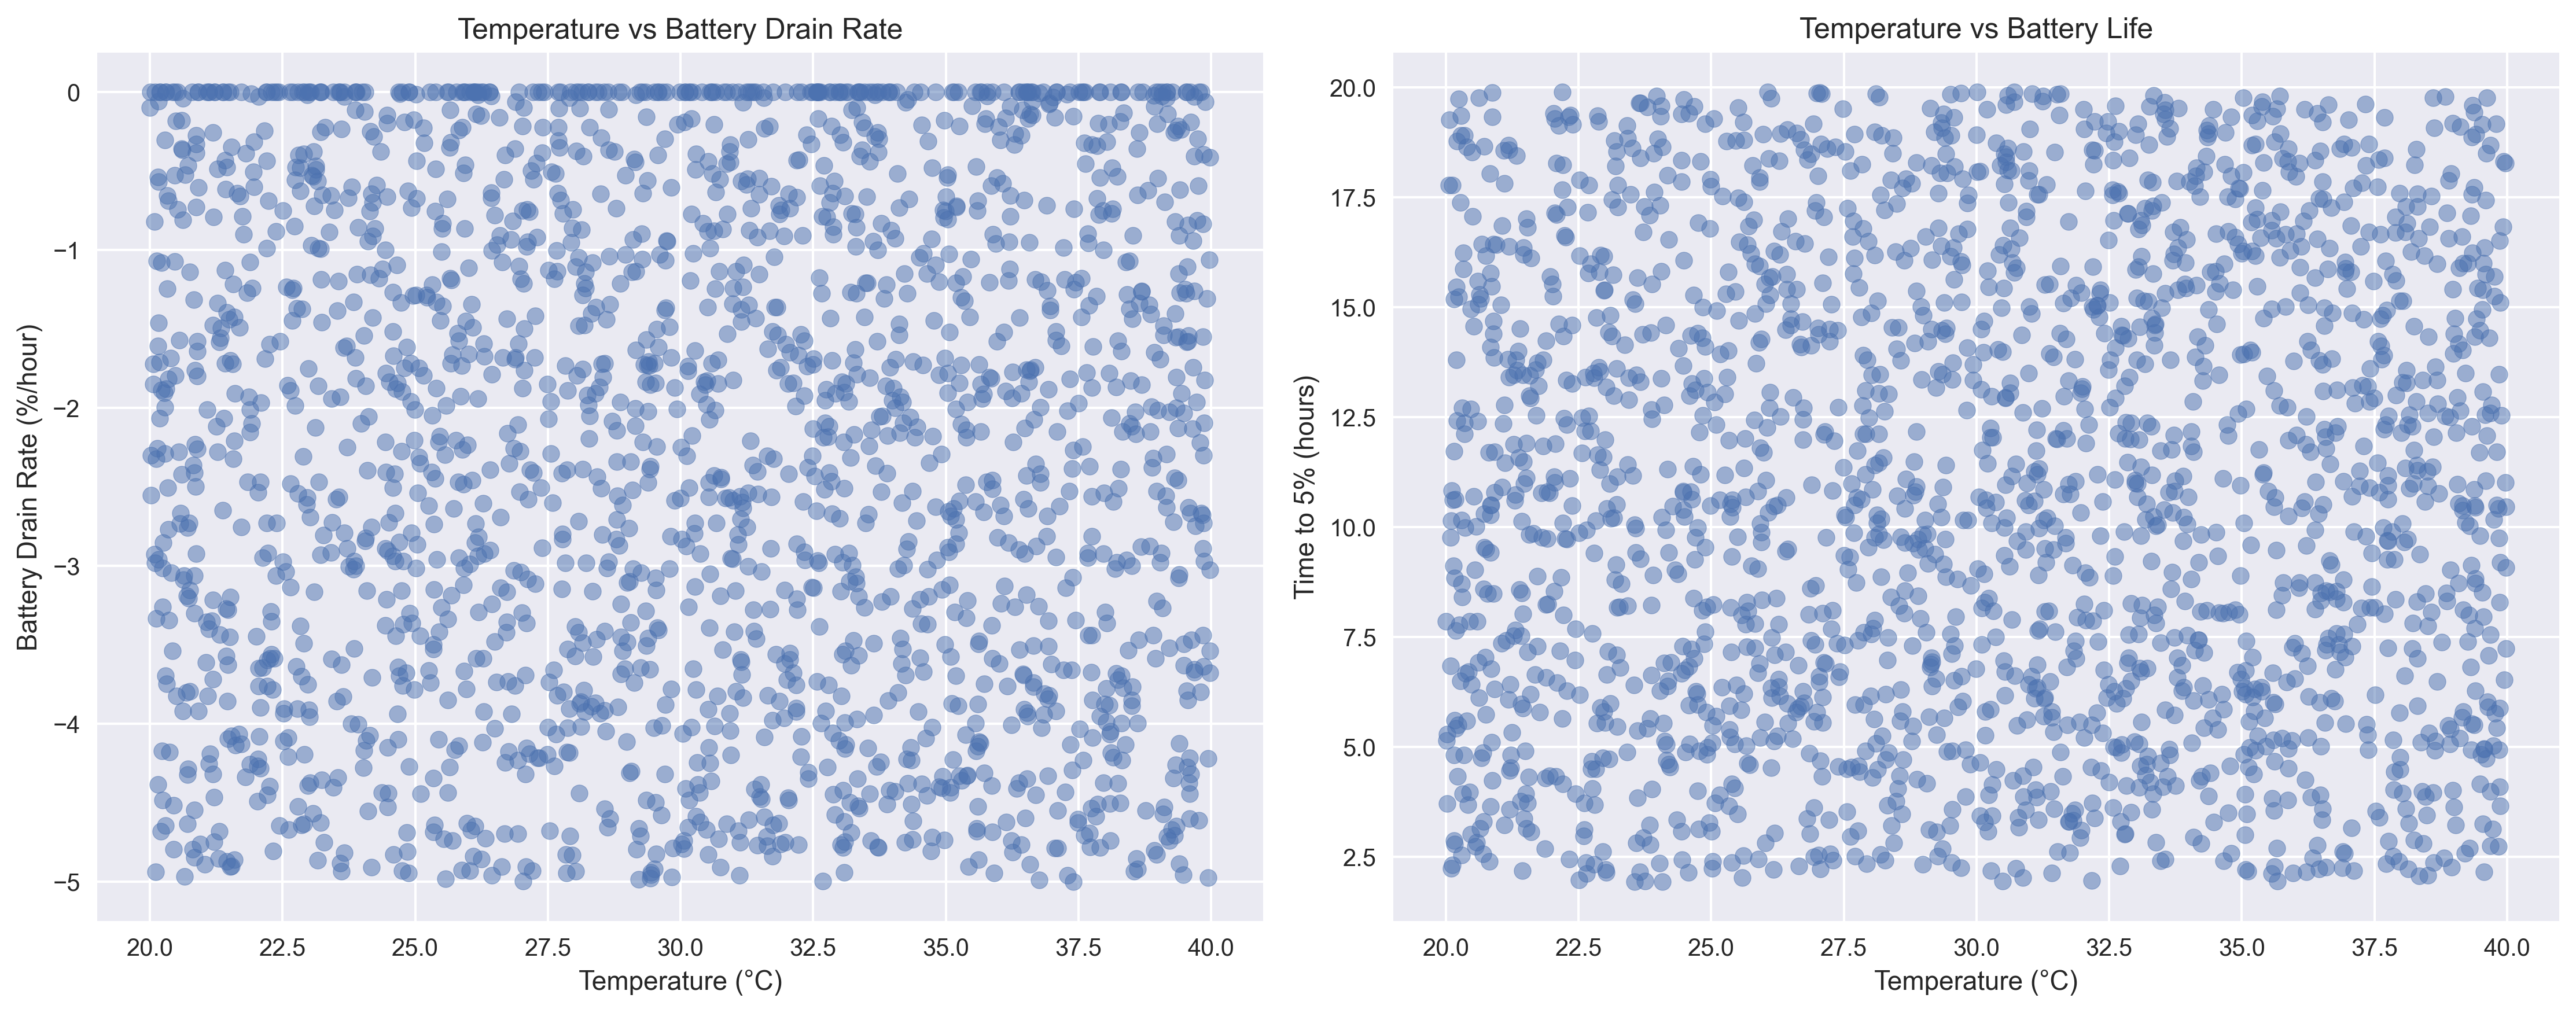 Temperature vs Battery Drain Rate
0
−1
−2
−3
−4
−5
Battery Drain Rate (%/hour)
20.0 22.5 25.0 27.5 30.0 32.5 35.0 37.5 40.0
Temperature (°C)
Temperature vs Battery Life
20.0
17.5
15.0
12.5
10.0
7.5
5.0
2.5
Time to 5% (hours)
20.0 22.5 25.0 27.5 30.0 32.5 35.0 37.5 40.0
Temperature (°C)